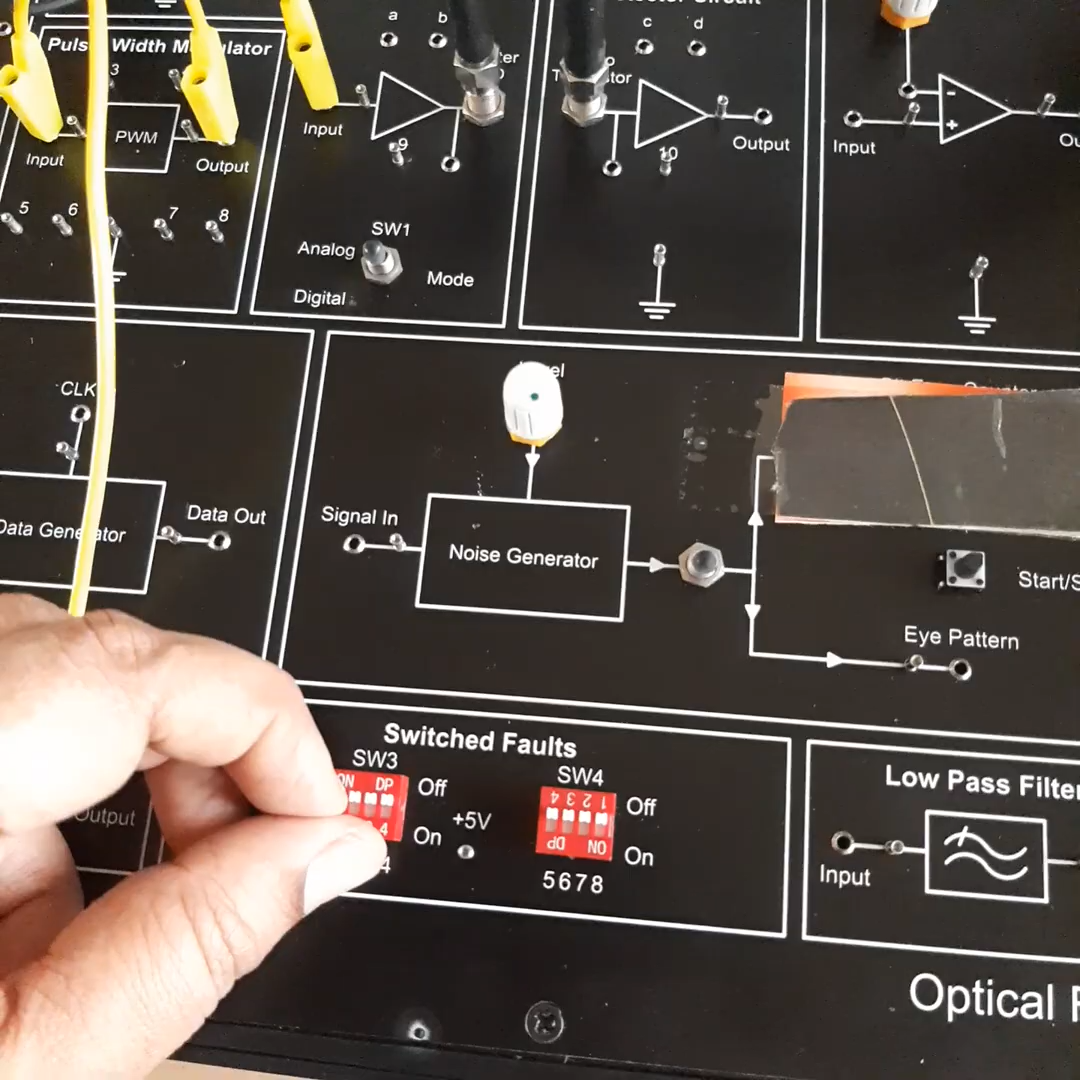 a
b
c
d
Pulse Width Modulator
3
PWM
Input
Output
5
6
7
8
Input
9
SW1
Analog
Mode
Digital
10
Output
-
+
Input
CLK
Data Generator
Data Out
Signal In
Noise Generator
Start/S
Eye Pattern
Switched Faults
SW3
ON DP
Off
On
4
4
+5V
SW4
1 2 3 4
ON DP
Off
On
5678
Output
Low Pass Filter
Input
Optical